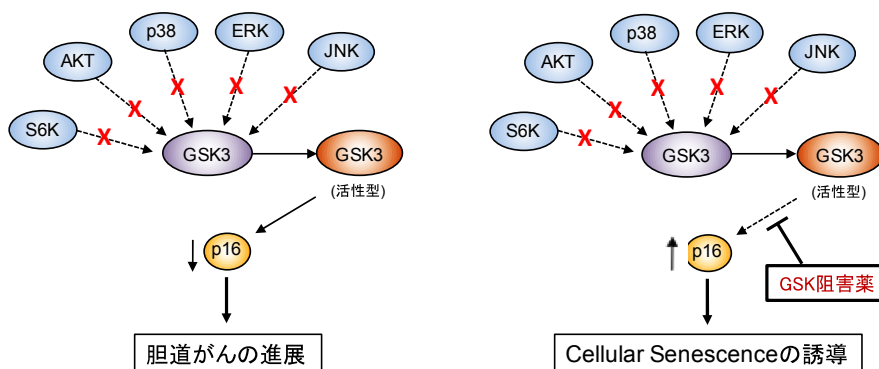 p38
ERK
AKT
JNK
X
X
X
X
S6K
X
GSK3
GSK3
(活性型)
p16
胆道がんの進展
p38
ERK
AKT
JNK
X
X
X
X
S6K
X
GSK3
GSK3
(活性型)
p16
GSK阻害薬
Cellular Senescenceの誘導